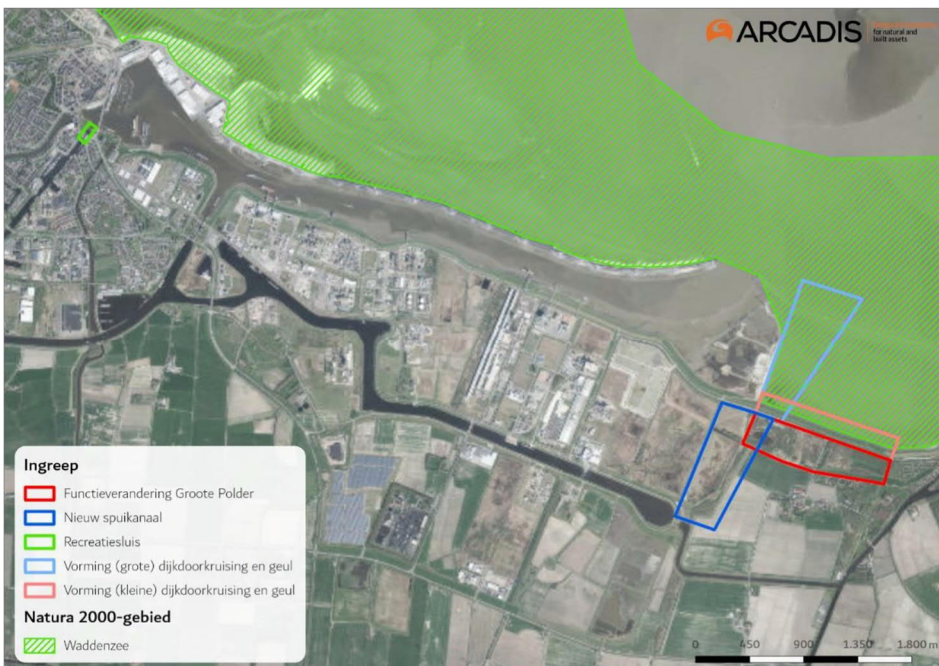 ARCADIS
for natural and
built assets
Ingreep
Functieverandering Groote Polder
Nieuw spuikanaal
Recreatiesluis
Vorming (grote) dijkdoorkruising en geul
Vorming (kleine) dijkdoorkruising en geul
Natura 2000-gebied
Waddenzee
0 450 900 1.350 1.800 m